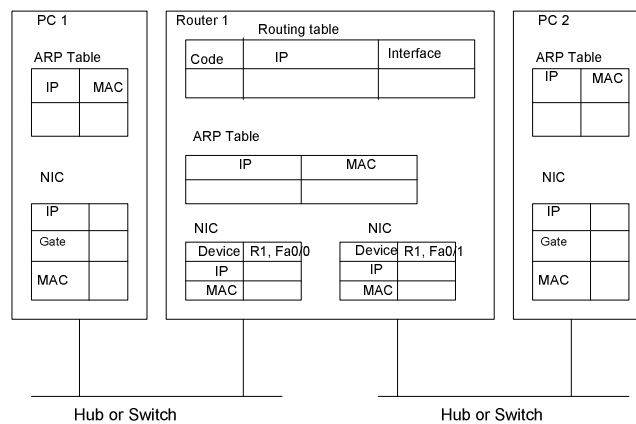 PC 1
ARP Table
IP MAC
NIC
IP
Gate
MAC
Router 1
Routing table
Code IP Interface
ARP Table
IP MAC
NIC NIC
Device R1, Fa0/0
IP
MAC
Device R1, Fa0/1
IP
MAC
PC 2
ARP Table
IP MAC
NIC
IP
Gate
MAC
Hub or Switch
Hub or Switch